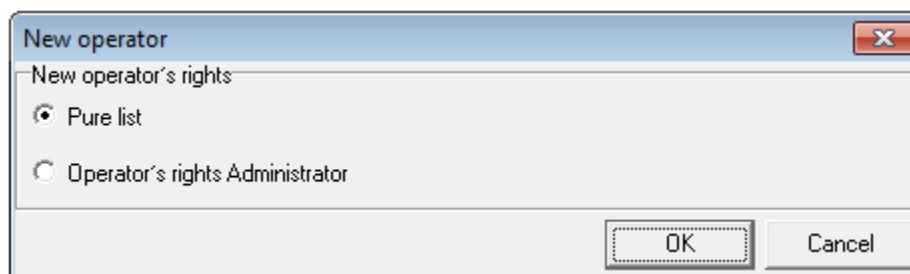 New operator
New operator´s rights
Pure list
Operator´s rights Administrator
OK Cancel